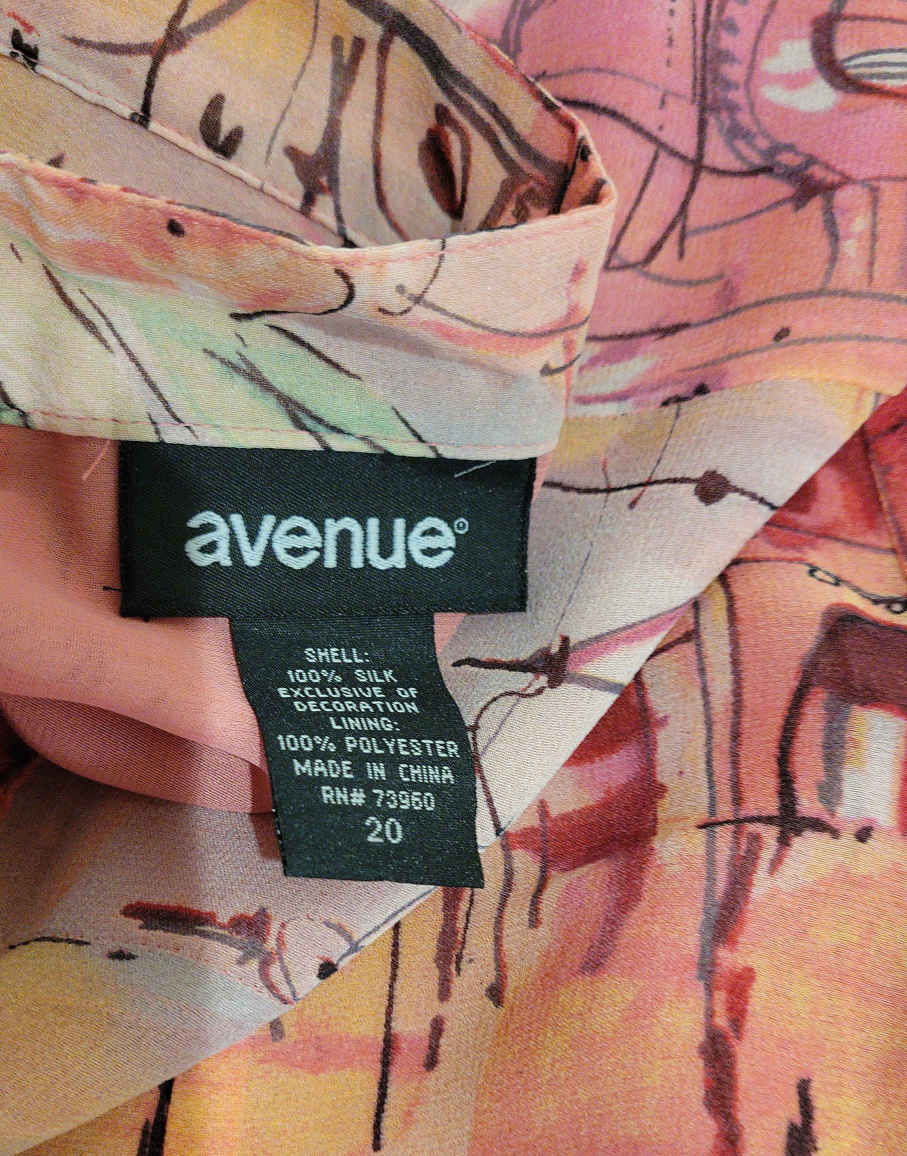 avenue®
SHELL:
100% SILK
EXCLUSIVE OF
DECORATION
LINING:
100% POLYESTER
MADE IN CHINA
RN# 73960
20